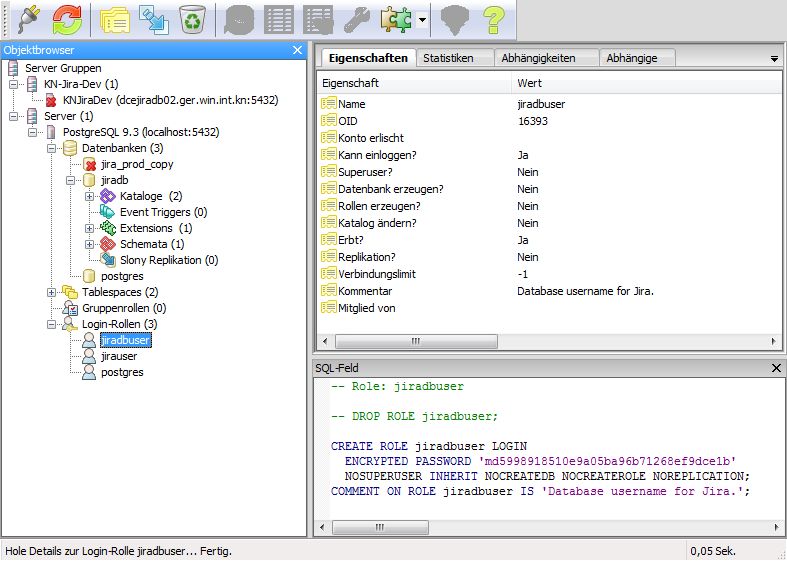 Objektbrowser
Server Gruppen
KN-Jira-Dev (1)
KNJiraDev (dcejiradb02.ger.win.int.kn:5432)
Server (1)
PostgreSQL 9.3 (localhost:5432)
Datenbanken (3)
jira_prod_copy
jiradb
Kataloge (2)
Event Triggers (0)
Extensions (1)
Schemata (1)
Slony Replikation (0)
postgres
Tablespaces (2)
Gruppenrollen (0)
Login-Rollen (3)
jiradbuser
jirauser
postgres
Eigenschaften Statistiken Abhängigkeiten Abhängige
Eigenschaft Wert
Name jiradbuser
OID 16393
Konto erlischt
Kann einloggen? Ja
Superuser? Nein
Datenbank erzeugen? Nein
Rollen erzeugen? Nein
Katalog ändern? Nein
Erbt? Ja
Replikation? Nein
Verbindungslimit -1
Kommentar Database username for Jira.
Mitglied von
SQL-Feld
-- Role: jiradbuser
-- DROP ROLE jiradbuser;
CREATE ROLE jiradbuser LOGIN
ENCRYPTED PASSWORD 'md5998918510e9a05ba96b71268ef9dce1b'
NOSUPERUSER INHERIT NOCREATEDB NOCREATEROLE NOREPLICATION;
COMMENT ON ROLE jiradbuser IS 'Database username for Jira.';
Hole Details zur Login-Rolle jiradbuser... Fertig. 0,05 Sek.